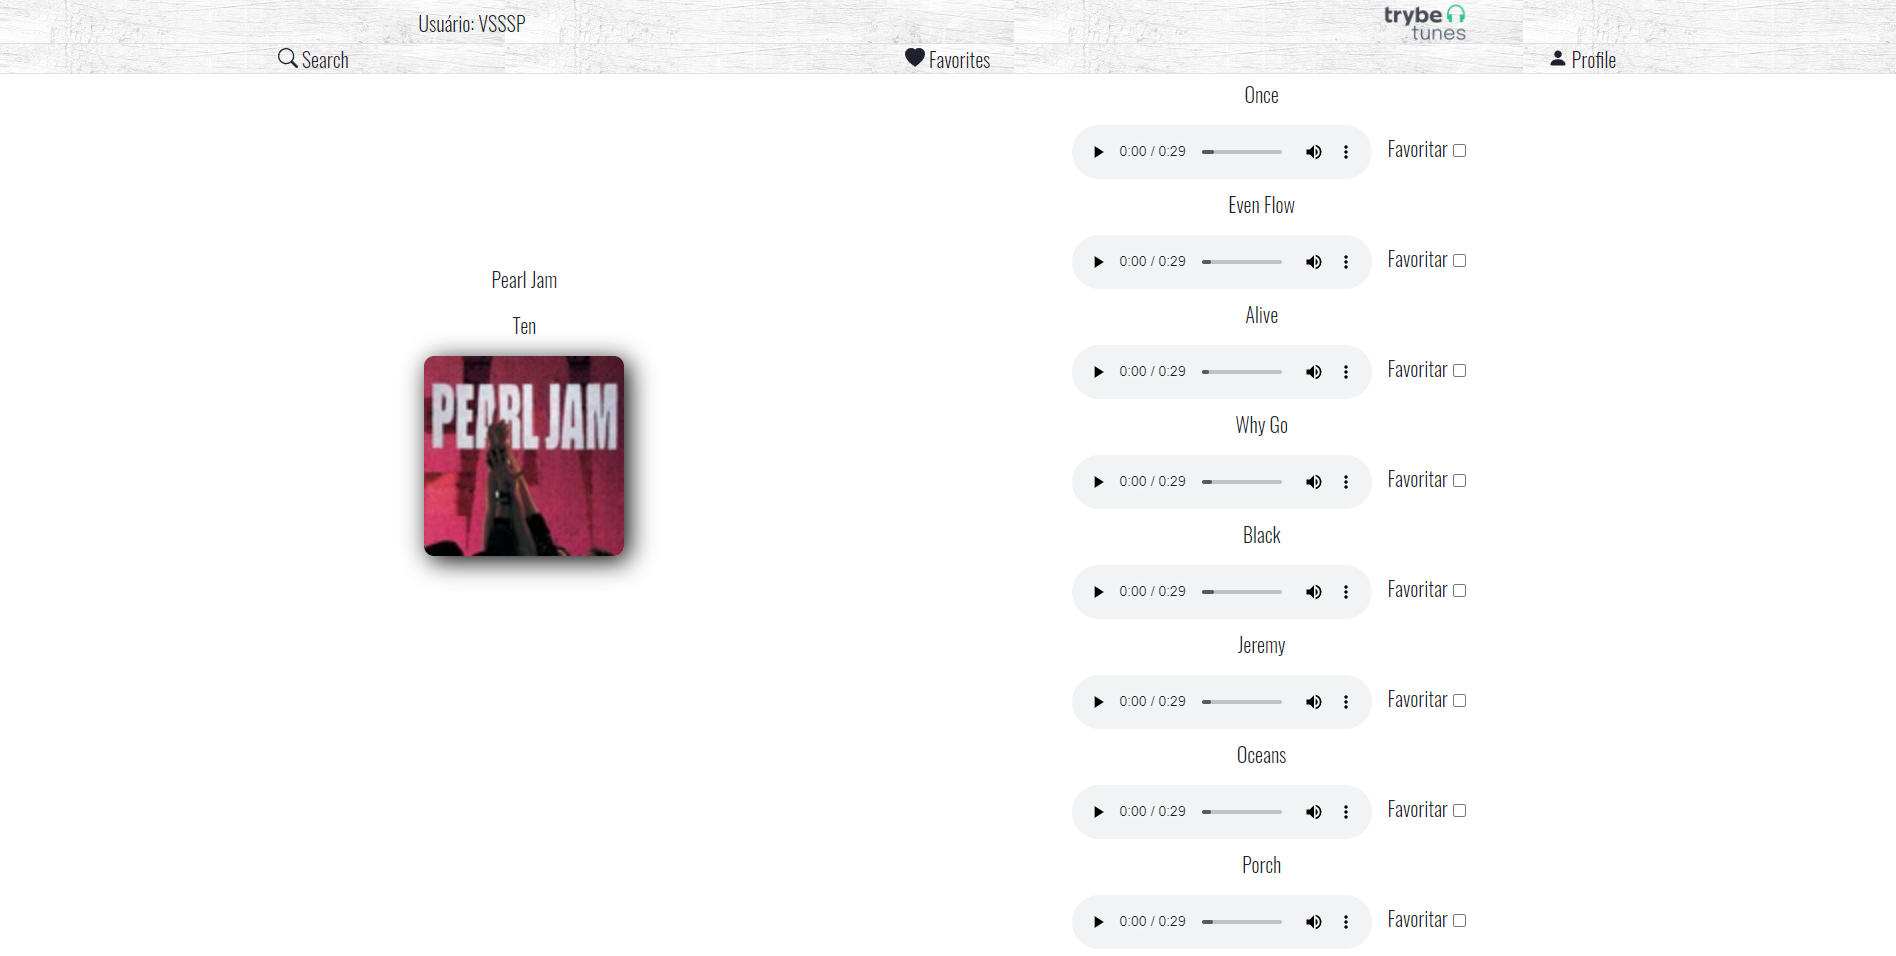 Usuário: VSSSP
trybe
tunes
Search
Favorites
Profile
Pearl Jam
Ten
PEARL JAM
Once
0:00 / 0:29
Favoritar
Even Flow
0:00 / 0:29
Favoritar
Alive
0:00 / 0:29
Favoritar
Why Go
0:00 / 0:29
Favoritar
Black
0:00 / 0:29
Favoritar
Jeremy
0:00 / 0:29
Favoritar
Oceans
0:00 / 0:29
Favoritar
Porch
0:00 / 0:29
Favoritar